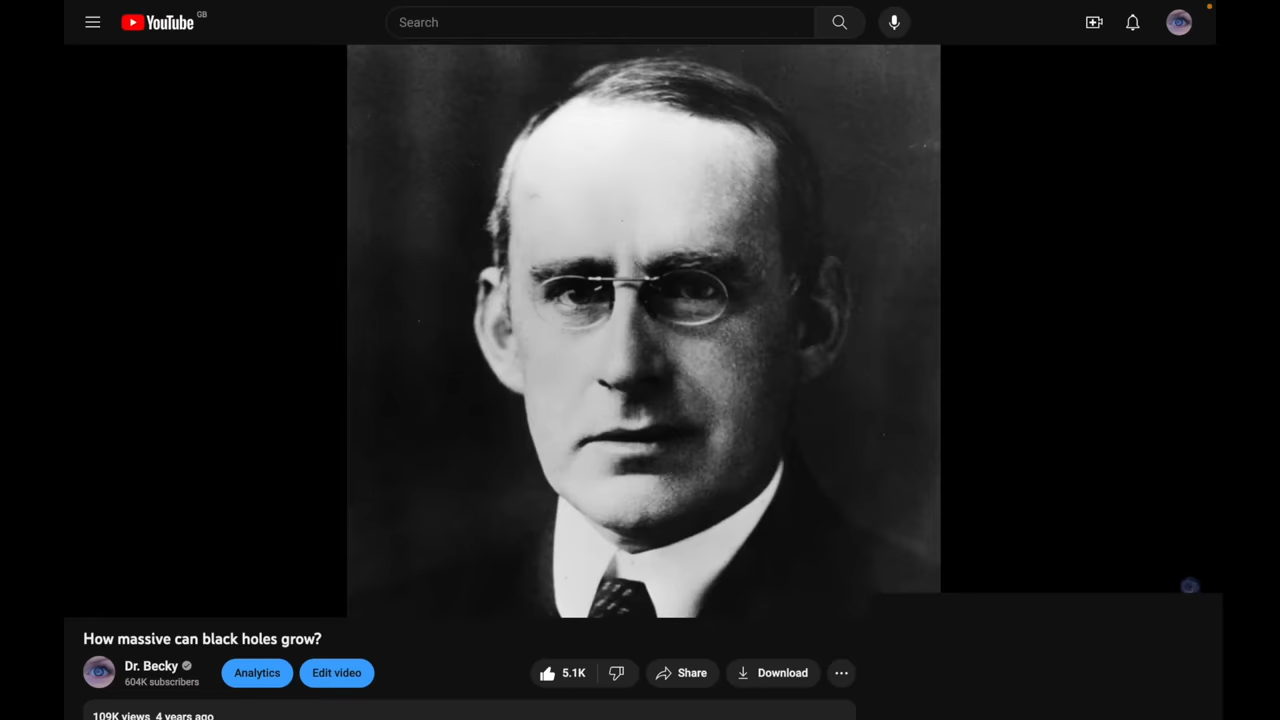 YouTube GB
Search
How massive can black holes grow?
Dr. Becky
604K subscribers
Analytics
Edit video
5.1K
Share
Download
109K views 4 years ago